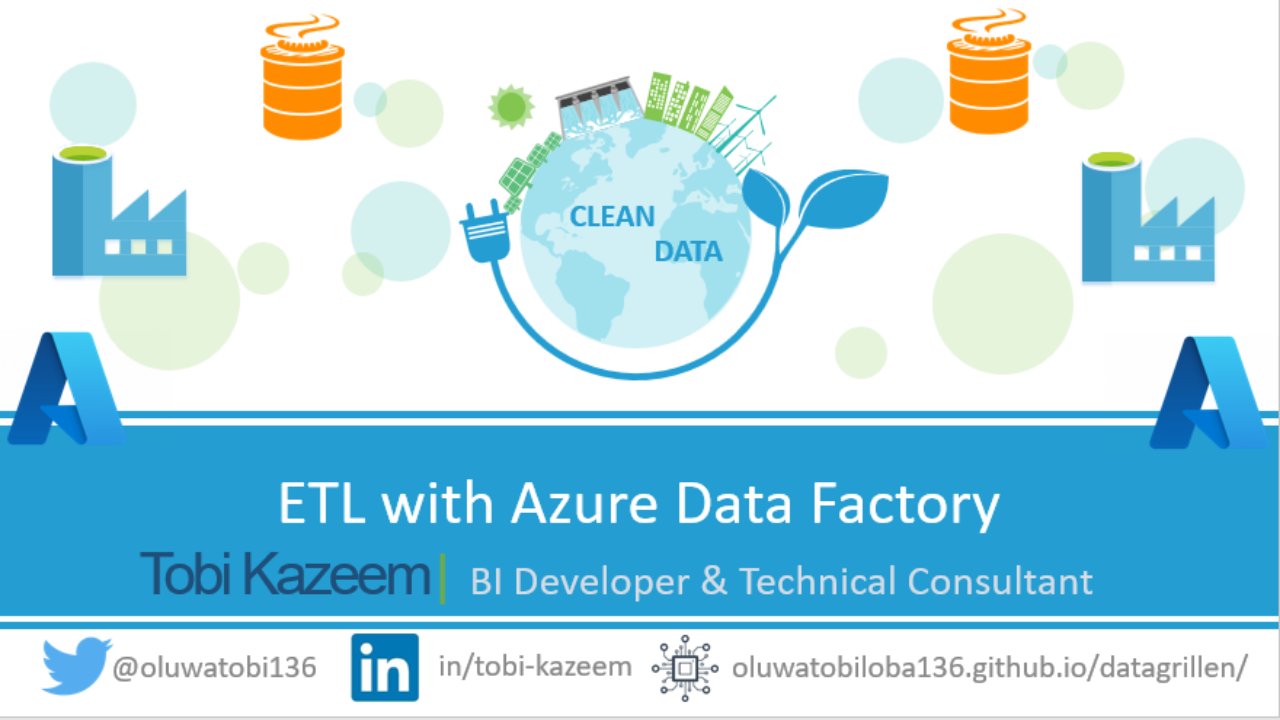 CLEAN
DATA
ETL with Azure Data Factory
Tobi Kazeem| BI Developer & Technical Consultant
@oluwatobi136 in in/tobi-kazeem oluwatobiloba136.github.io/datagrillen/